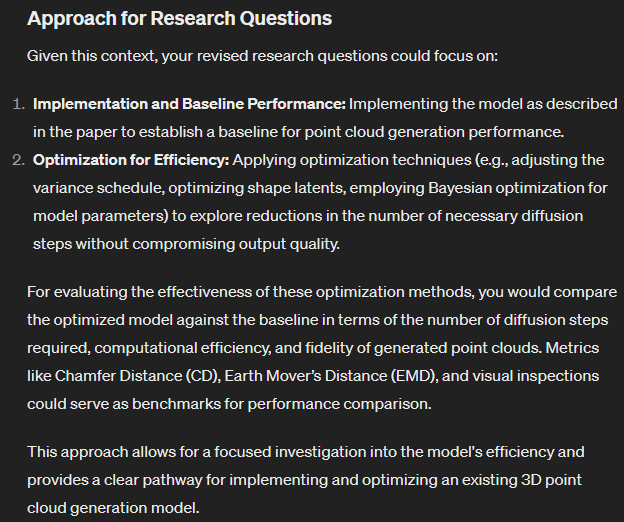 Approach for Research Questions
Given this context, your revised research questions could focus on:
1. Implementation and Baseline Performance: Implementing the model as described
in the paper to establish a baseline for point cloud generation performance.
2. Optimization for Efficiency: Applying optimization techniques (e.g., adjusting the
variance schedule, optimizing shape latents, employing Bayesian optimization for
model parameters) to explore reductions in the number of necessary diffusion
steps without compromising output quality.
For evaluating the effectiveness of these optimization methods, you would compare
the optimized model against the baseline in terms of the number of diffusion steps
required, computational efficiency, and fidelity of generated point clouds. Metrics
like Chamfer Distance (CD), Earth Mover's Distance (EMD), and visual inspections
could serve as benchmarks for performance comparison.
This approach allows for a focused investigation into the model's efficiency and
provides a clear pathway for implementing and optimizing an existing 3D point
cloud generation model.